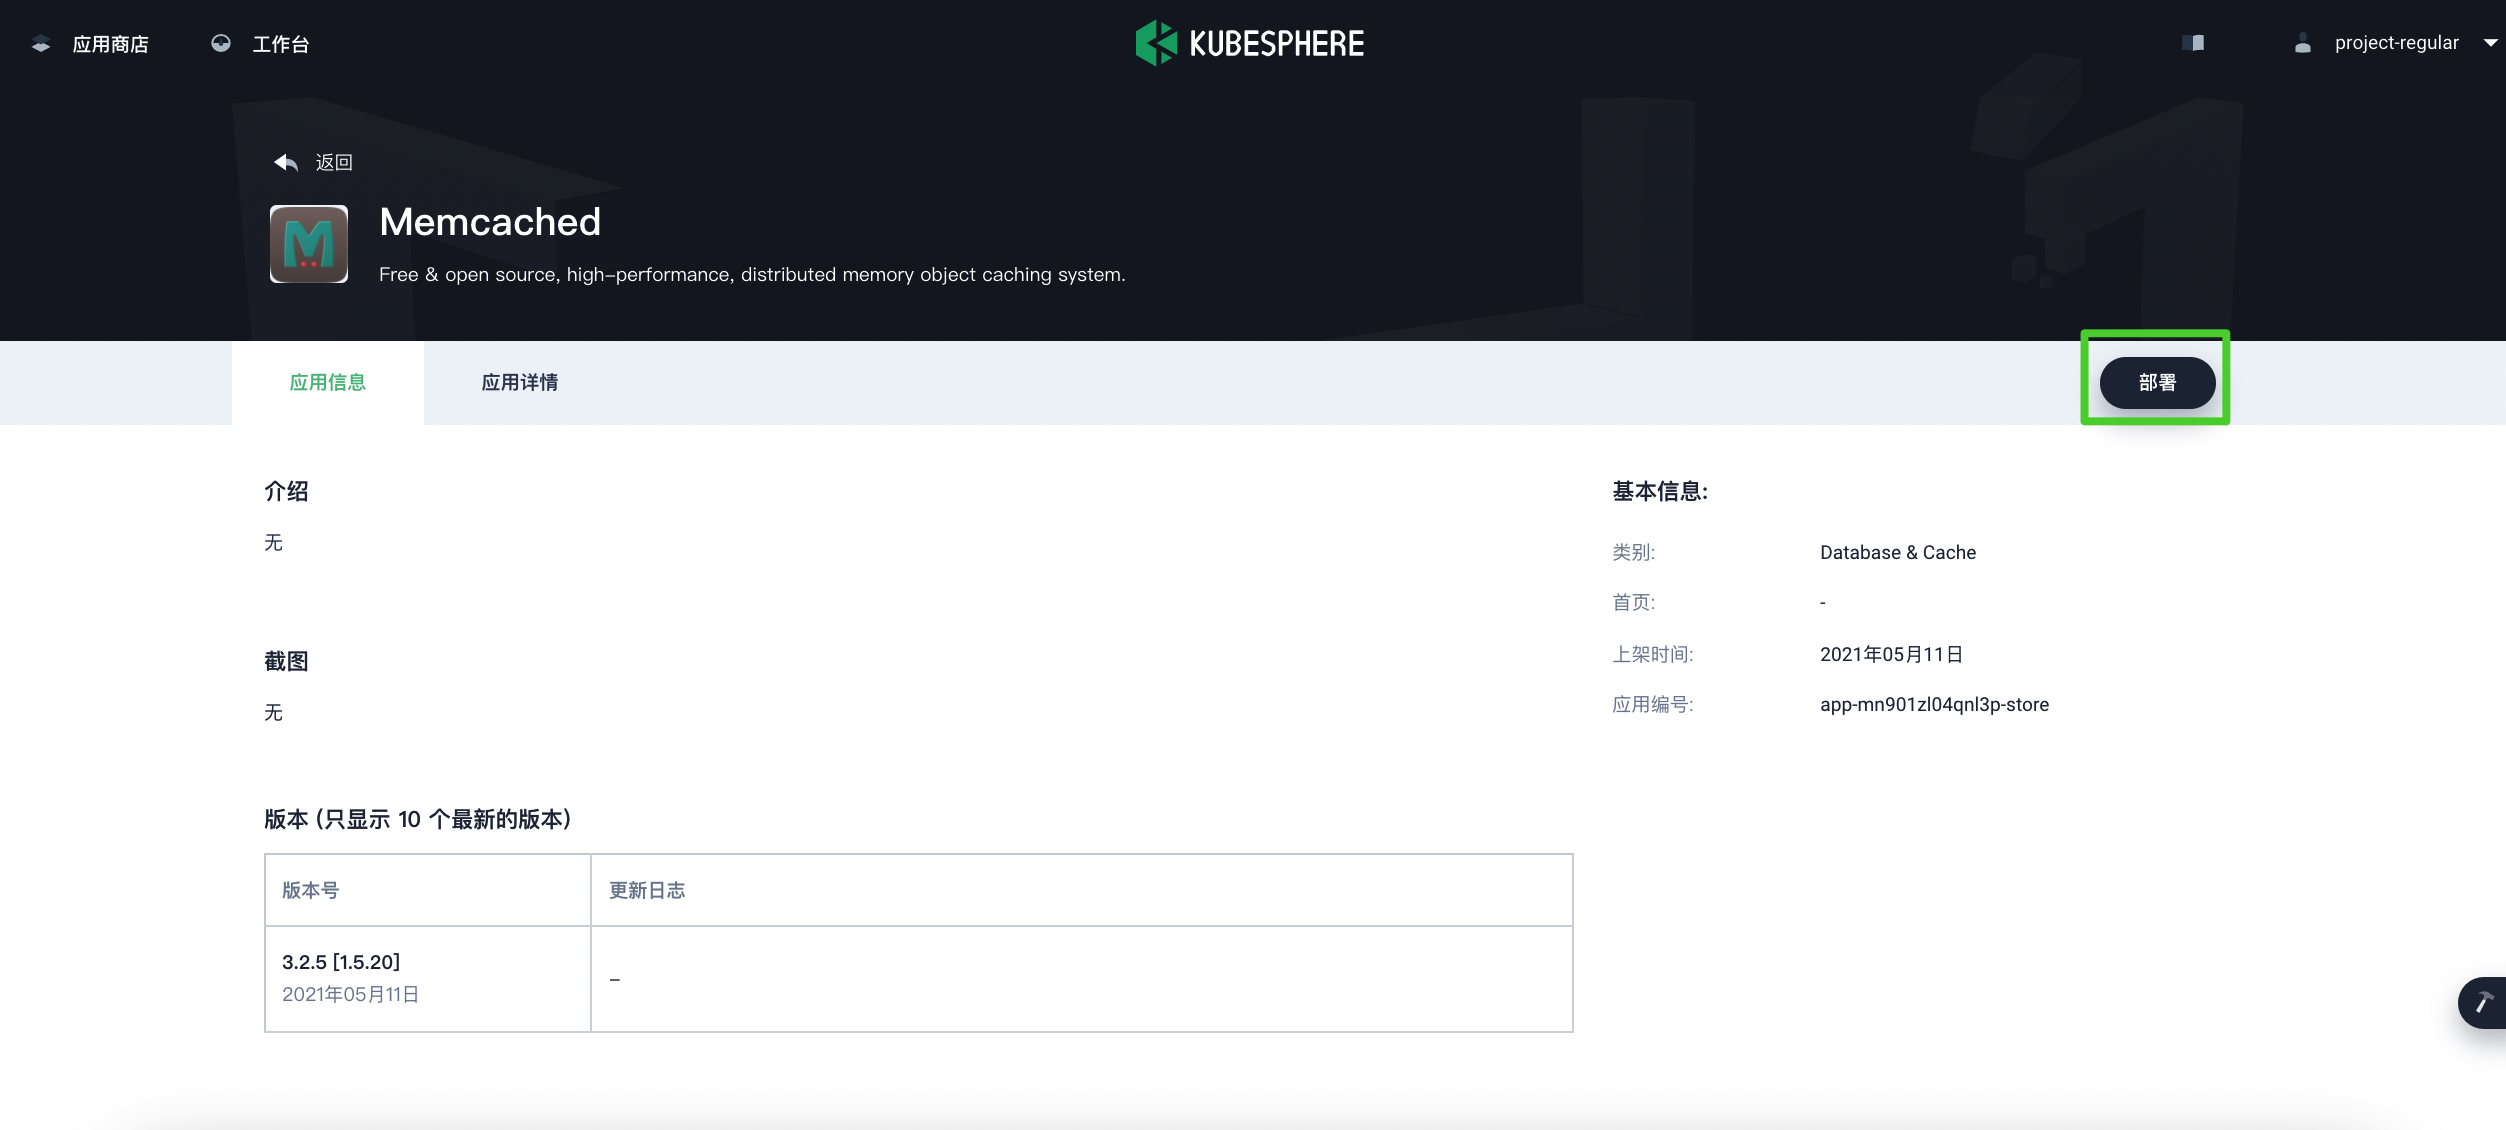 应用商店
工作台
KUBESPHERE
project-regular
返回
Memcached
Free & open source, high-performance, distributed memory object caching system.
应用信息
应用详情
部署
介绍
无
截图
无
版本 (只显示 10 个最新的版本)
版本号
更新日志
3.2.5 [1.5.20]
2021年05月11日
-
基本信息:
类别:
Database & Cache
首页:
-
上架时间:
2021年05月11日
应用编号:
app-mn901zl04qnl3p-store